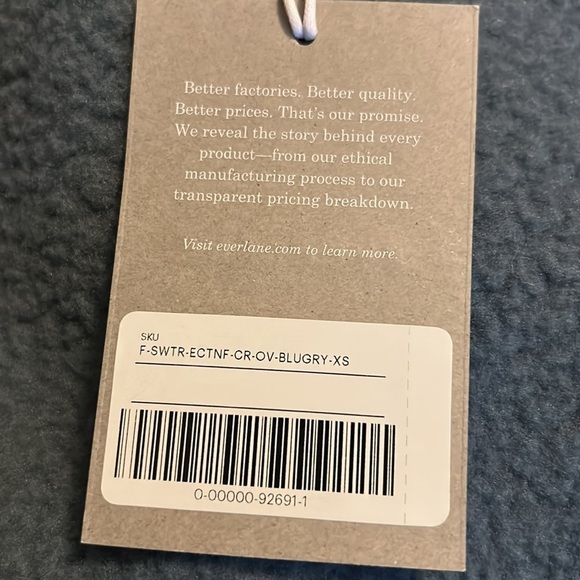 Better factories. Better quality.
Better prices. That's our promise.
We reveal the story behind every
product—from our ethical
manufacturing process to our
transparent pricing breakdown.
Visit everlane.com to learn more.
SKU
F-SWTR-ECTNF-CR-OV-BLUGRY-XS
0-00000-92691-1